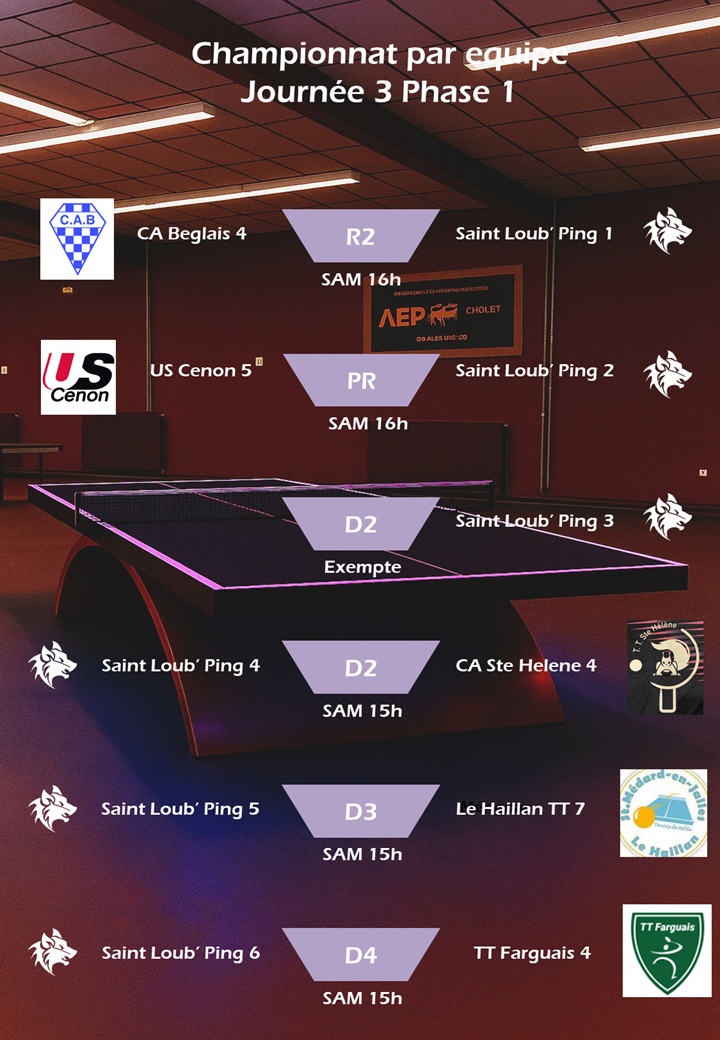 Championnat par equipe
Journée 3 Phase 1
C.A.B
CA Beglais 4
R2
Saint Loub' Ping 1
SAM 16h
AEP CHOLET
US Cenon
US Cenon 5
PR
Saint Loub' Ping 2
SAM 16h
D2
Saint Loub' Ping 3
Exempte
Saint Loub' Ping 4
D2
CA Ste Helene 4
T.T. Ste Hélène
SAM 15h
Saint Loub' Ping 5
D3
Le Haillan TT 7
St-Médard-en-Jalles
Tennis de Table
Le Haillan
SAM 15h
Saint Loub' Ping 6
D4
TT Farguais 4
TT Farguais
SAM 15h